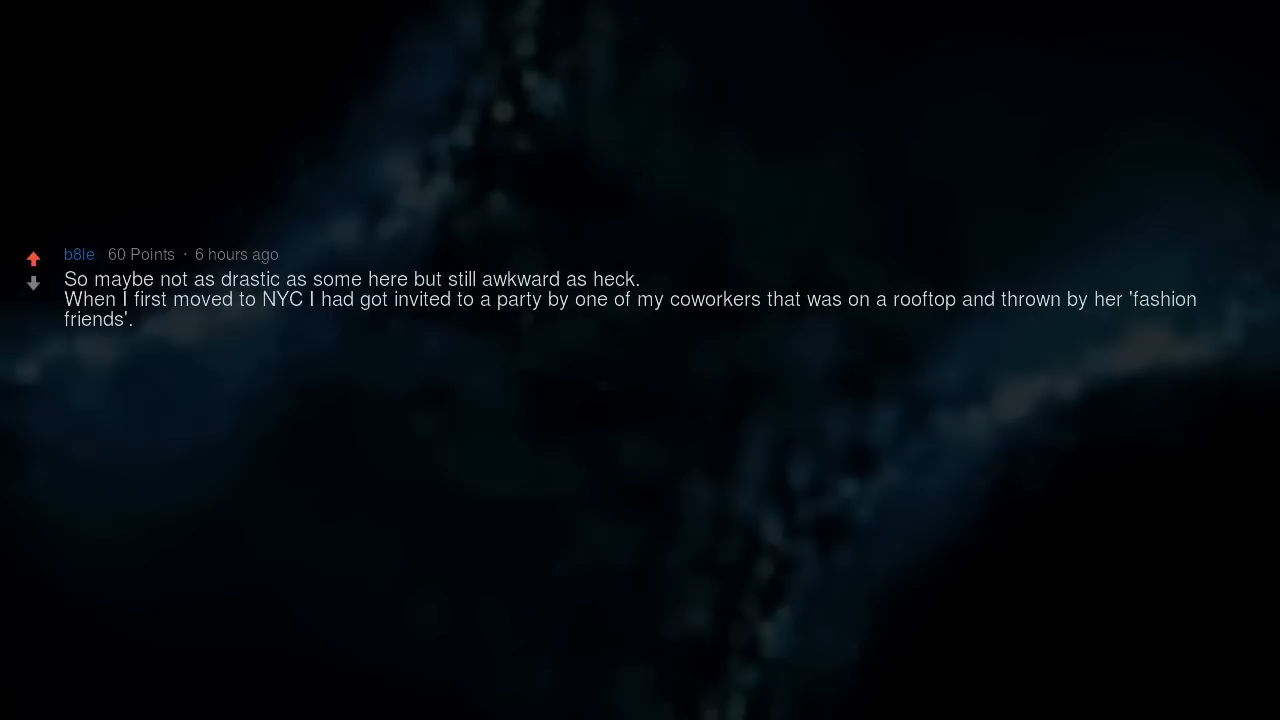 b8le 60 Points · 6 hours ago
So maybe not as drastic as some here but still awkward as heck.
When I first moved to NYC I had got invited to a party by one of my coworkers that was on a rooftop and thrown by her 'fashion
friends'.